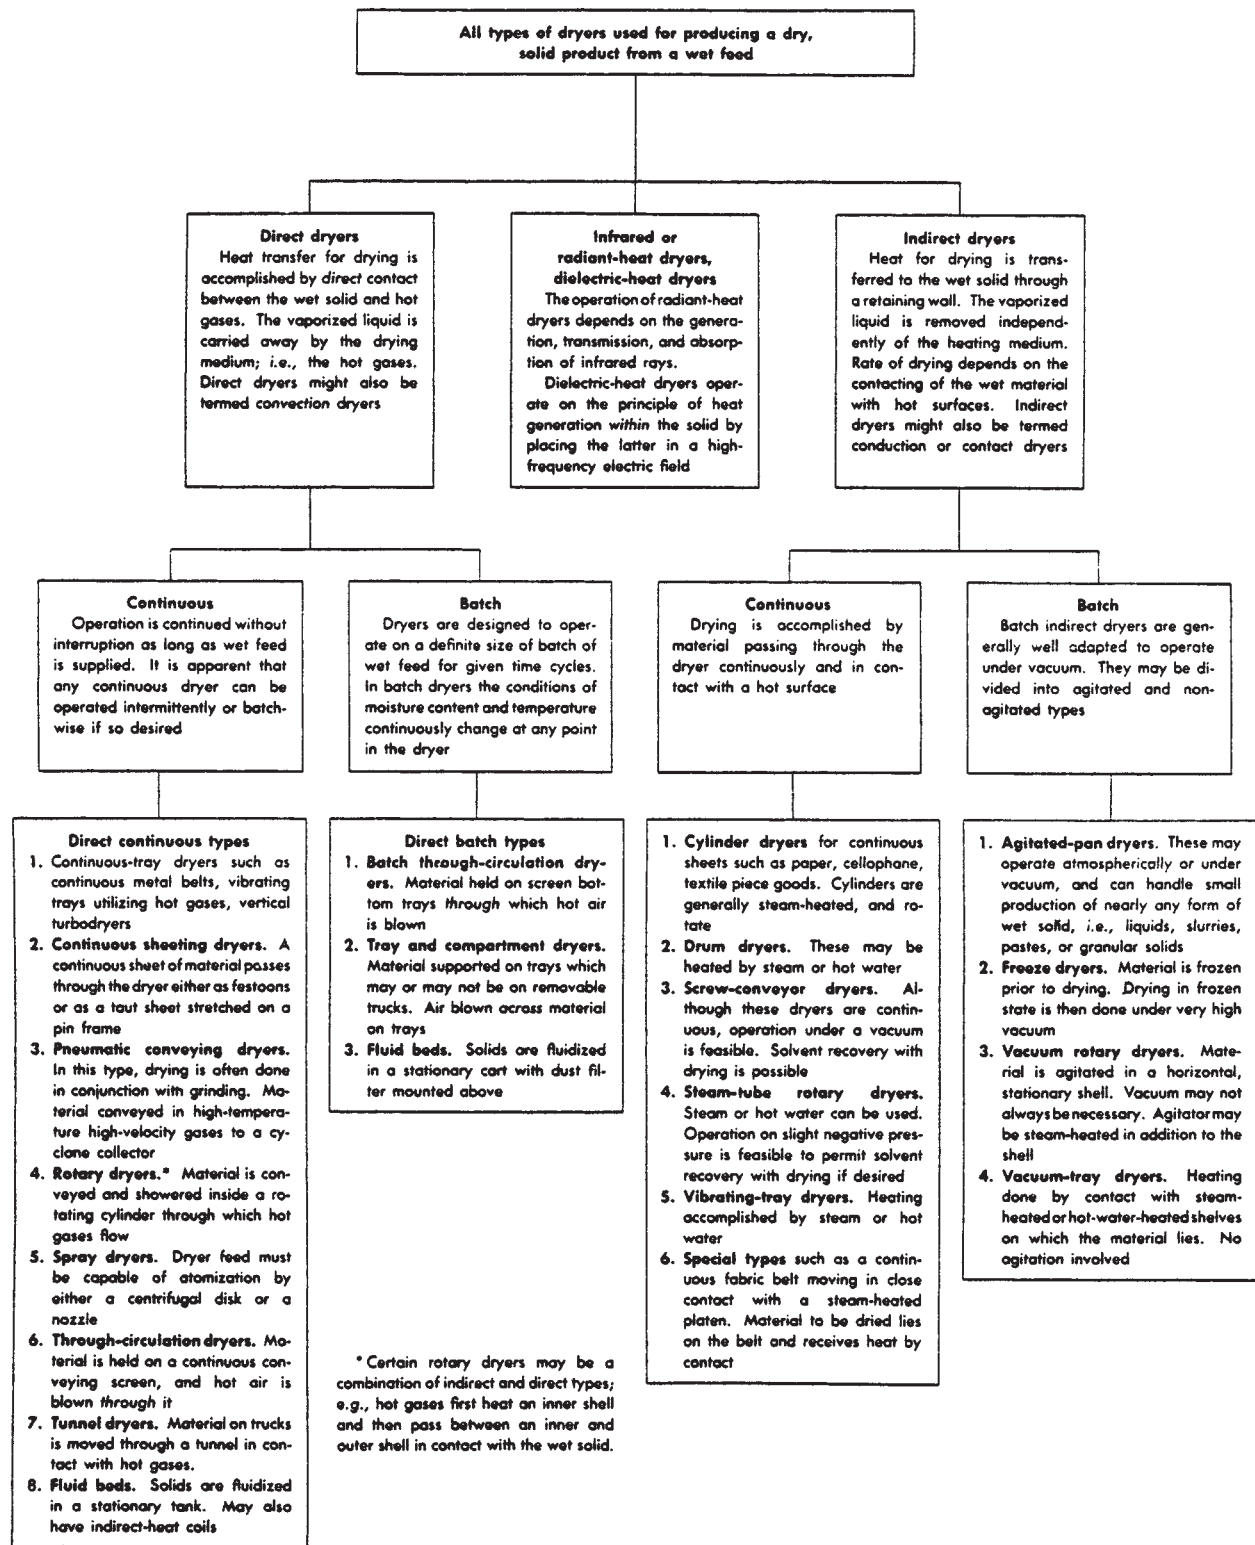 All types of dryers used for producing a dry,
solid product from a wet feed
Direct dryers
Heat transfer for drying is
accomplished by direct contact
between the wet solid and hot
gases. The vaporized liquid is
carried away by the drying
medium; i.e., the hot gases.
Direct dryers might also be
termed convection dryers
Infrared or
radiant-heat dryers,
dielectric-heat dryers
The operation of radiant-heat
dryers depends on the genera-
tion, transmission, and absorp-
tion of infrared rays.
Dielectric-heat dryers oper-
ate on the principle of heat
generation within the solid by
placing the latter in a high-
frequency electric field
Indirect dryers
Heat for drying is trans-
ferred to the wet solid through
a retaining wall. The vaporized
liquid is removed independ-
ently of the heating medium.
Rate of drying depends on the
contacting of the wet material
with hot surfaces. Indirect
dryers might also be termed
conduction or contact dryers
Continuous
Operation is continued without
interruption as long as wet feed
is supplied. It is apparent that
any continuous dryer can be
operated intermittently or batch-
wise if so desired
Batch
Dryers are designed to oper-
ate on a definite size of batch of
wet feed for given time cycles.
In batch dryers the conditions of
moisture content and temperature
continuously change at any point
in the dryer
Continuous
Drying is accomplished by
material passing through the
dryer continuously and in con-
tact with a hot surface
Batch
Batch indirect dryers are gen-
erally well adapted to operate
under vacuum. They may be di-
vided into agitated and non-
agitated types
Direct continuous types
1. Continuous-tray dryers such as
continuous metal belts, vibrating
trays utilizing hot gases, vertical
turbodryers
2. Continuous sheeting dryers. A
continuous sheet of material passes
through the dryer either as festoons
or as a taut sheet stretched on a
pin frame
3. Pneumatic conveying dryers.
In this type, drying is often done
in conjunction with grinding. Ma-
terial conveyed in high-tempera-
ture high-velocity gases to a cy-
clone collector
4. Rotary dryers.* Material is con-
veyed and showered inside a ro-
tating cylinder through which hot
gases flow
5. Spray dryers. Dryer feed must
be capable of atomization by
either a centrifugal disk or a
nozzle
6. Through-circulation dryers. Ma-
terial is held on a continuous con-
veying screen, and hot air is
blown through it
7. Tunnel dryers. Material on trucks
is moved through a tunnel in con-
tact with hot gases.
8. Fluid beds. Solids are fluidized
in a stationary tank. May also
have indirect-heat coils
Direct batch types
1. Batch through-circulation dry-
ers. Material held on screen bot-
tom trays through which hot air
is blown
2. Tray and compartment dryers.
Material supported on trays which
may or may not be on removable
trucks. Air blown across material
on trays
3. Fluid beds. Solids are fluidized
in a stationary cart with dust fil-
ter mounted above
* Certain rotary dryers may be a
combination of indirect and direct types;
e.g., hot gases first heat an inner shell
and then pass between an inner and
outer shell in contact with the wet solid.
1. Cylinder dryers for continuous
sheets such as paper, cellophane,
textile piece goods. Cylinders are
generally steam-heated, and ro-
tate
2. Drum dryers. These may be
heated by steam or hot water
3. Screw-conveyor dryers. Al-
though these dryers are contin-
uous, operation under a vacuum
is feasible. Solvent recovery with
drying is possible
4. Steam-tube rotary dryers.
Steam or hot water can be used.
Operation on slight negative pres-
sure is feasible to permit solvent
recovery with drying if desired
5. Vibrating-tray dryers. Heating
accomplished by steam or hot
water
6. Special types such as a contin-
uous fabric belt moving in close
contact with a steam-heated
platen. Material to be dried lies
on the belt and receives heat by
contact
1. Agitated-pan dryers. These may
operate atmospherically or under
vacuum, and can handle small
production of nearly any form of
wet solid, i.e., liquids, slurries,
pastes, or granular solids
2. Freeze dryers. Material is frozen
prior to drying. Drying in frozen
state is then done under very high
vacuum
3. Vacuum rotary dryers. Mate-
rial is agitated in a horizontal,
stationary shell. Vacuum may not
always be necessary. Agitator may
be steam-heated in addition to the
shell
4. Vacuum-tray dryers. Heating
done by contact with steam-
heated or hot-water-heated shelves
on which the material lies. No
agitation involved